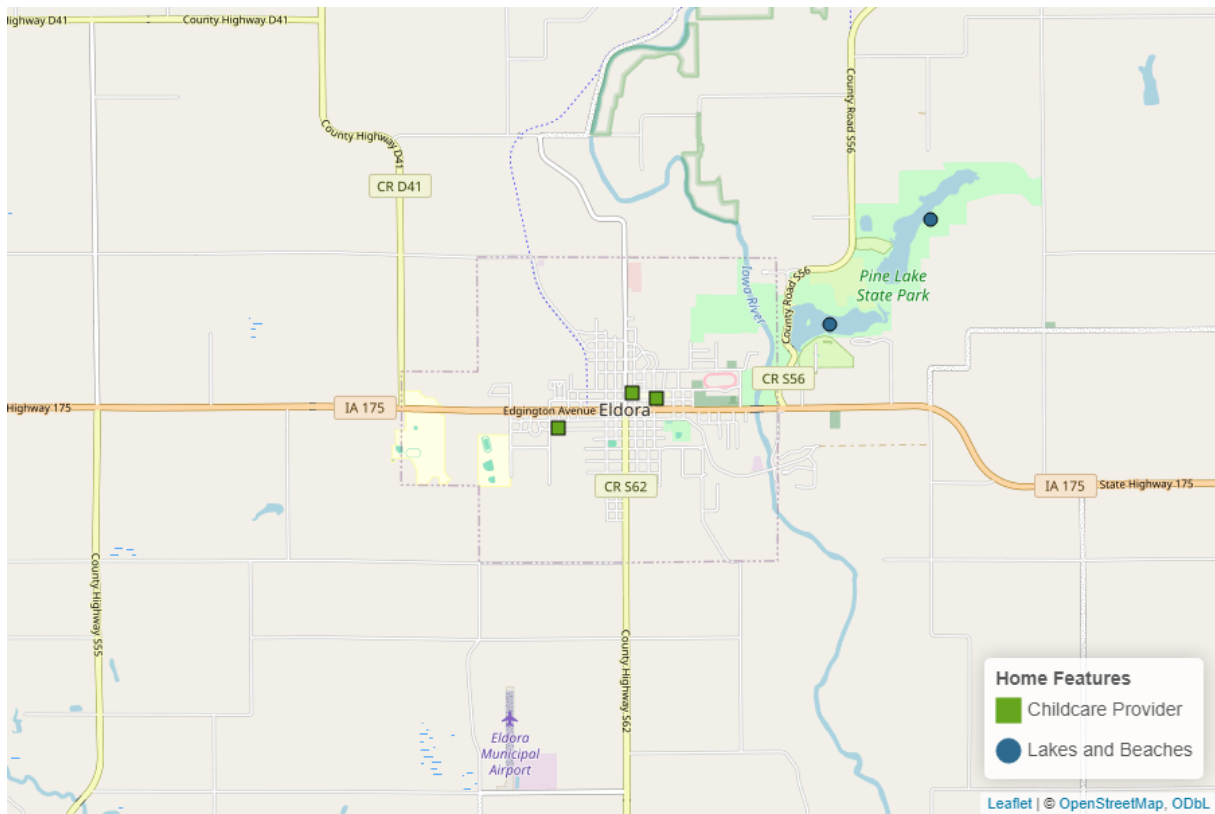 ighway D41
County Highway D41
County Road S56
County Highway D41
CR D41
Iowa River
County Road S56
Pine Lake
State Park
CR S56
Highway 175
IA 175
Edgington Avenue
Eldora
CR S62
IA 175
State Highway 175
County Highway S55
County Highway S62
Eldora
Municipal
Airport
Home Features
Childcare Provider
Lakes and Beaches
Leaflet | © OpenStreetMap, ODbL